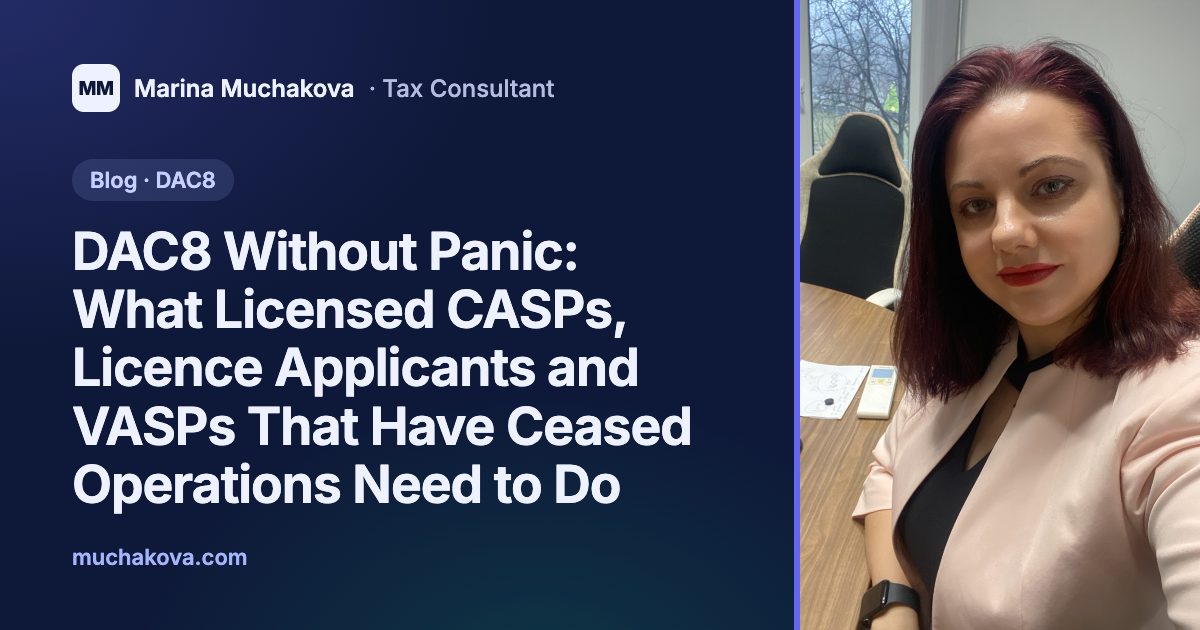 MM Marina Muchakova · Tax Consultant
Blog · DAC8
DAC8 Without Panic:
What Licensed CASPs,
Licence Applicants and
VASPs That Have Ceased
Operations Need to Do
muchakova.com